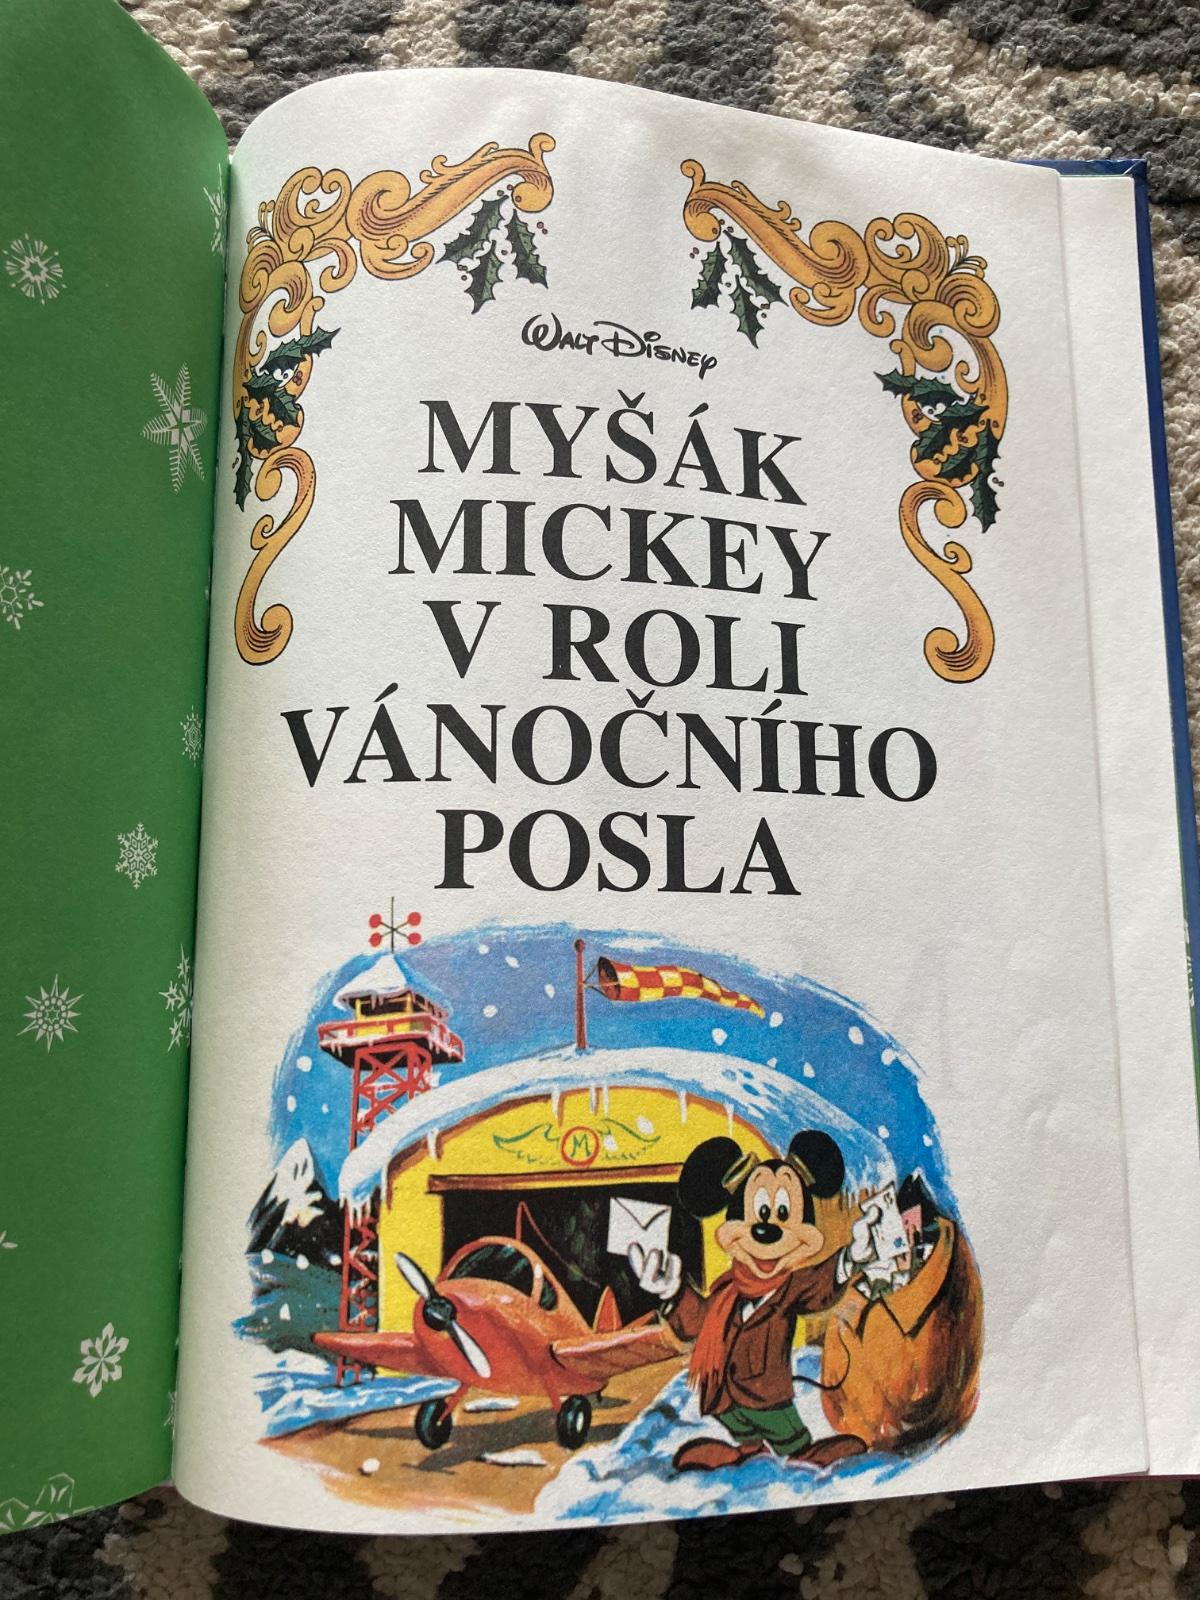 WALT DISNEY
MYŠÁK
MICKEY
V ROLI
VÁNOČNÍHO
POSLA
M